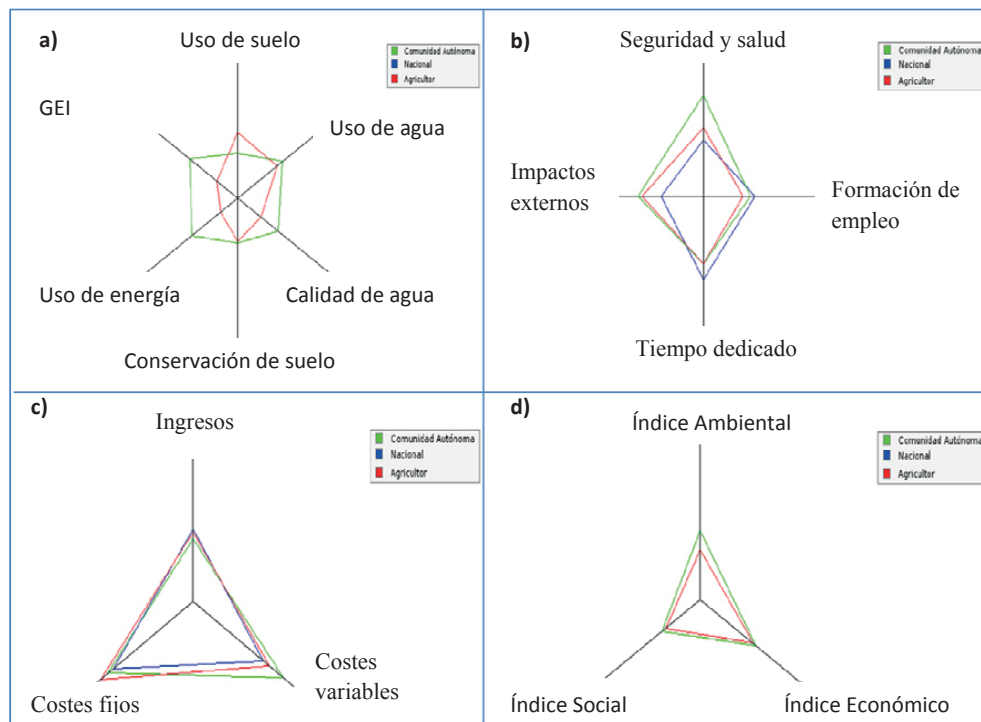 a)
Uso de suelo
Comunidad Autónoma
Nacional
Agricultor
GEI
Uso de agua
Uso de energía
Calidad de agua
Conservación de suelo
b)
Seguridad y salud
Comunidad Autónoma
Nacional
Agricultor
Impactos
externos
Formación de
empleo
Tiempo dedicado
c)
Ingresos
Comunidad Autónoma
Nacional
Agricultor
Costes
variables
Costes fijos
d)
Índice Ambiental
Comunidad Autónoma
Nacional
Agricultor
Índice Social
Índice Económico